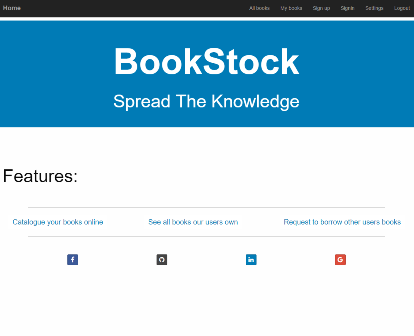 Home All books My books Sign up Signin Settings Logout
BookStock
Spread The Knowledge
Features:
Catalogue your books online See all books our users own Request to borrow other users books